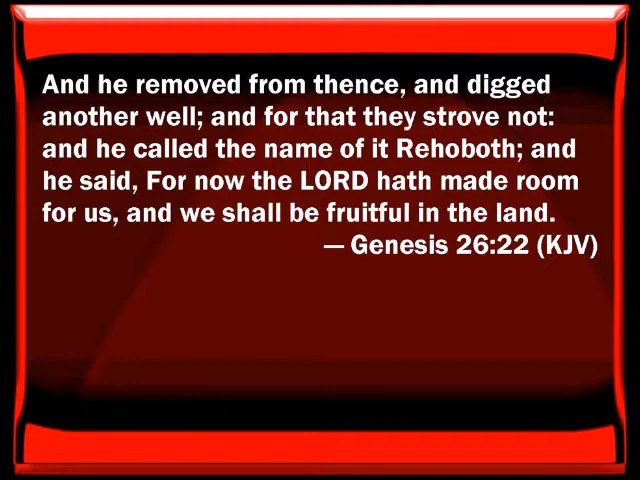 And he removed from thence, and digged
another well; and for that they strove not:
and he called the name of it Rehoboth; and
he said, For now the LORD hath made room
for us, and we shall be fruitful in the land.
— Genesis 26:22 (KJV)